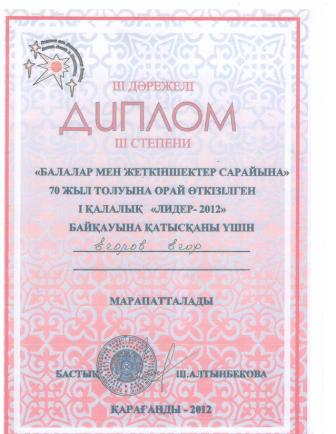 III ДӘРЕЖЕЛІ
ДИПЛОМ
III СТЕПЕНИ
«БАЛАЛАР МЕН ЖЕТКІНШЕКТЕР САРАЙЫНА»
70 ЖЫЛ ТОЛУЫНА ОРАЙ ӨТКІЗІЛГЕН
I ҚАЛАЛЫҚ «ЛИДЕР- 2012»
БАЙҚАУЫНА ҚАТЫСҚАНЫ ҮШІН
Егоров Егор
МАРАПАТТАЛАДЫ
БАСТЫҚ Ш.АЛТЫНБЕКОВА
ҚАРАҒАНДЫ - 2012